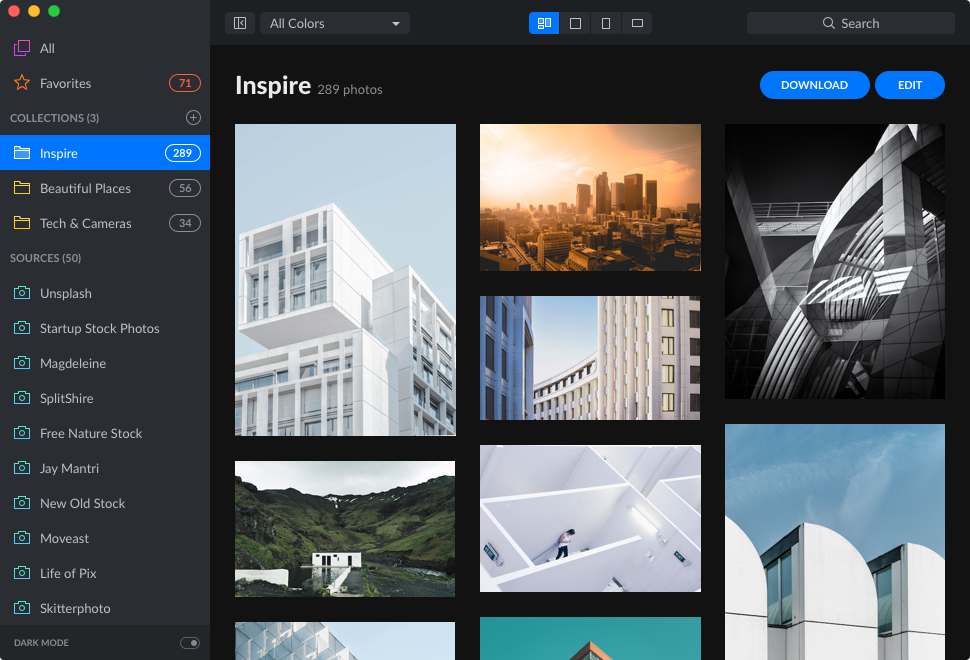 All Colors
Search
All
Favorites 71
COLLECTIONS (3)
Inspire 289
Beautiful Places 56
Tech & Cameras 34
SOURCES (50)
Unsplash
Startup Stock Photos
Magdeleine
SplitShire
Free Nature Stock
Jay Mantri
New Old Stock
Moveast
Life of Pix
Skitterphoto
DARK MODE
Inspire 289 photos
DOWNLOAD
EDIT